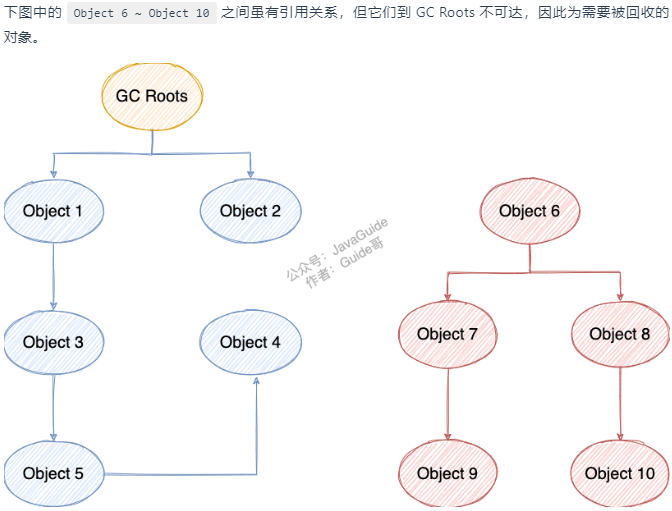 下图中的 Object 6 ~ Object 10 之间虽有引用关系，但它们到 GC Roots 不可达，因此为需要被回收的
对象。
GC Roots
Object 1
Object 2
Object 6
公众号：JavaGuide
作者：Guide哥
Object 3
Object 4
Object 7
Object 8
Object 5
Object 9
Object 10